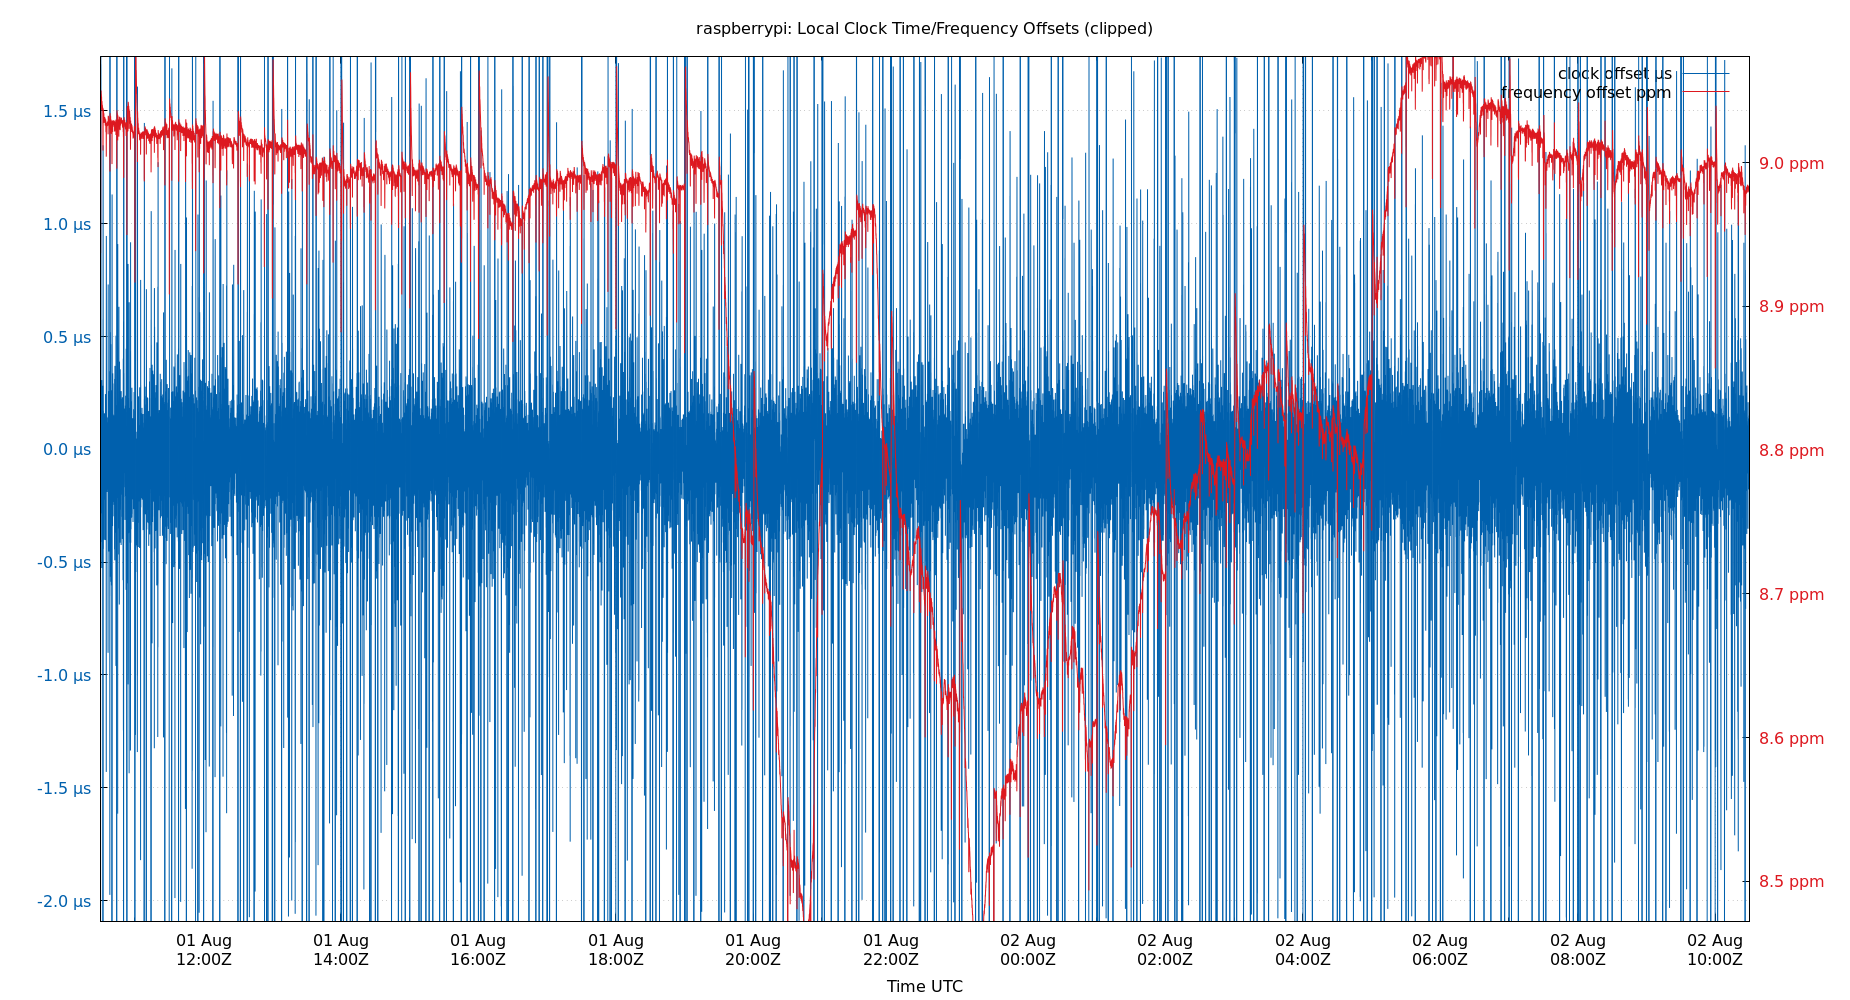 raspberrypi: Local Clock Time/Frequency Offsets (clipped)
clock offset µs
frequency offset ppm
1.5 µs
1.0 µs
0.5 µs
0.0 µs
-0.5 µs
-1.0 µs
-1.5 µs
-2.0 µs
9.0 ppm
8.9 ppm
8.8 ppm
8.7 ppm
8.6 ppm
8.5 ppm
01 Aug 01 Aug 01 Aug 01 Aug 01 Aug 01 Aug 02 Aug 02 Aug 02 Aug 02 Aug 02 Aug 02 Aug
12:00Z 14:00Z 16:00Z 18:00Z 20:00Z 22:00Z 00:00Z 02:00Z 04:00Z 06:00Z 08:00Z 10:00Z
Time UTC